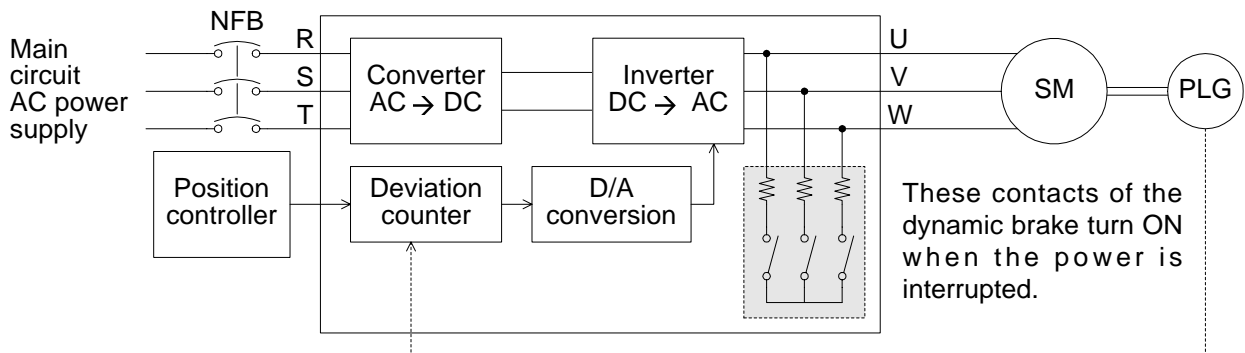 NFB
Main
circuit
AC power
supply
R
S
T
Converter
AC → DC
Inverter
DC → AC
U
V
W
SM
PLG
Position
controller
Deviation
counter
D/A
conversion
These contacts of the
dynamic brake turn ON
when the power is
interrupted.